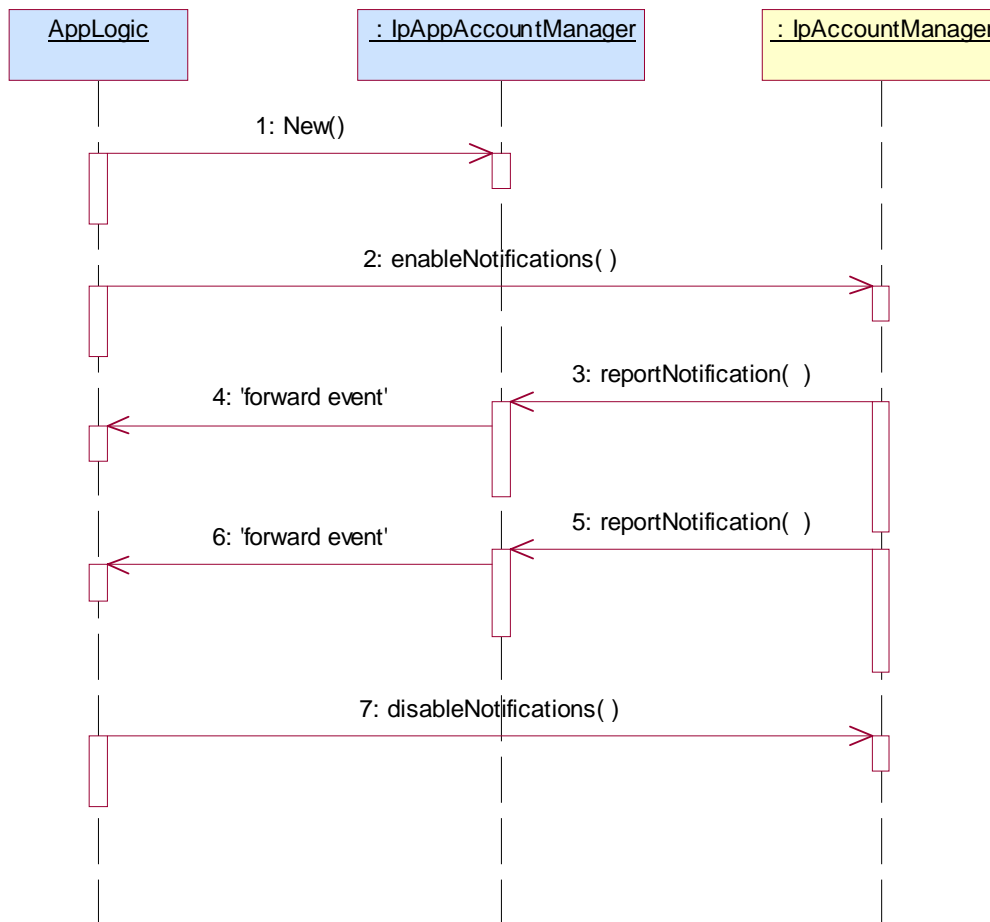 AppLogic
: IpAppAccountManager
: IpAccountManager
1: New()
2: enableNotifications( )
3: reportNotification( )
4: 'forward event'
5: reportNotification( )
6: 'forward event'
7: disableNotifications( )